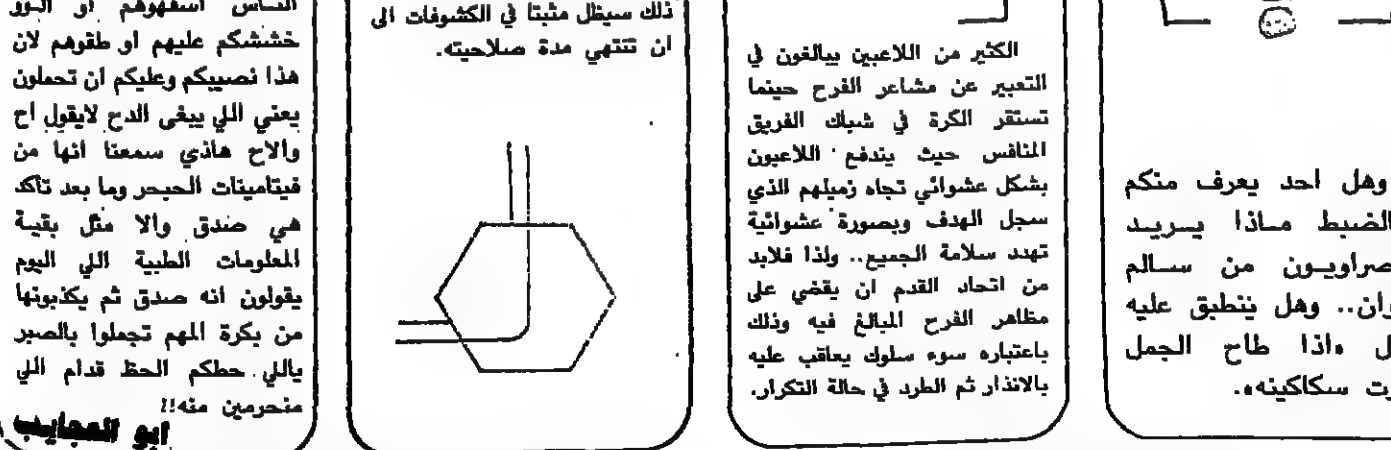 وهل احد يعرف منكم
الضبط ماذا يريد
صراويون من سالم
ران.. وهل ينطبق عليه
ل «اذا طاح الجمل
رت سكاكينه».
الكثير من اللاعبين يبالغون في
التعبير عن مشاعر الفرح حينما
تستقر الكرة في شباك الفريق
المنافس حيث يندفع اللاعبون
بشكل عشوائي تجاه زميلهم الذي
سجل الهدف وبصورة عشوائية
تهدد سلامة الجميع.. ولذا فلابد
من اتحاد القدم ان يقضي على
مظاهر الفرح المبالغ فيه وذلك
باعتباره سوء سلوك يعاقب عليه
بالانذار ثم الطرد في حالة التكرار.
ذلك سيظل مثبتا في الكشوفات الى
ان تنتهي مدة صلاحيته.
الناس اسفهوهم او
خششكم عليهم او طقوهم لان
هذا نصيبكم وعليكم ان تحملون
يعني اللي يبغى الدح لايقول اح
والاح هاذي سمعنا انها من
فيتامينات الحبحر وما بعد تاكد
هي صدق والا مثل بقية
المعلومات الطبية اللي اليوم
يقولون انه صدق ثم يكذبونها
من بكرة المهم تجملوا بالصبر
ياللي حطكم الحظ قدام اللي
منحرمين منه!!
ابو العجايب